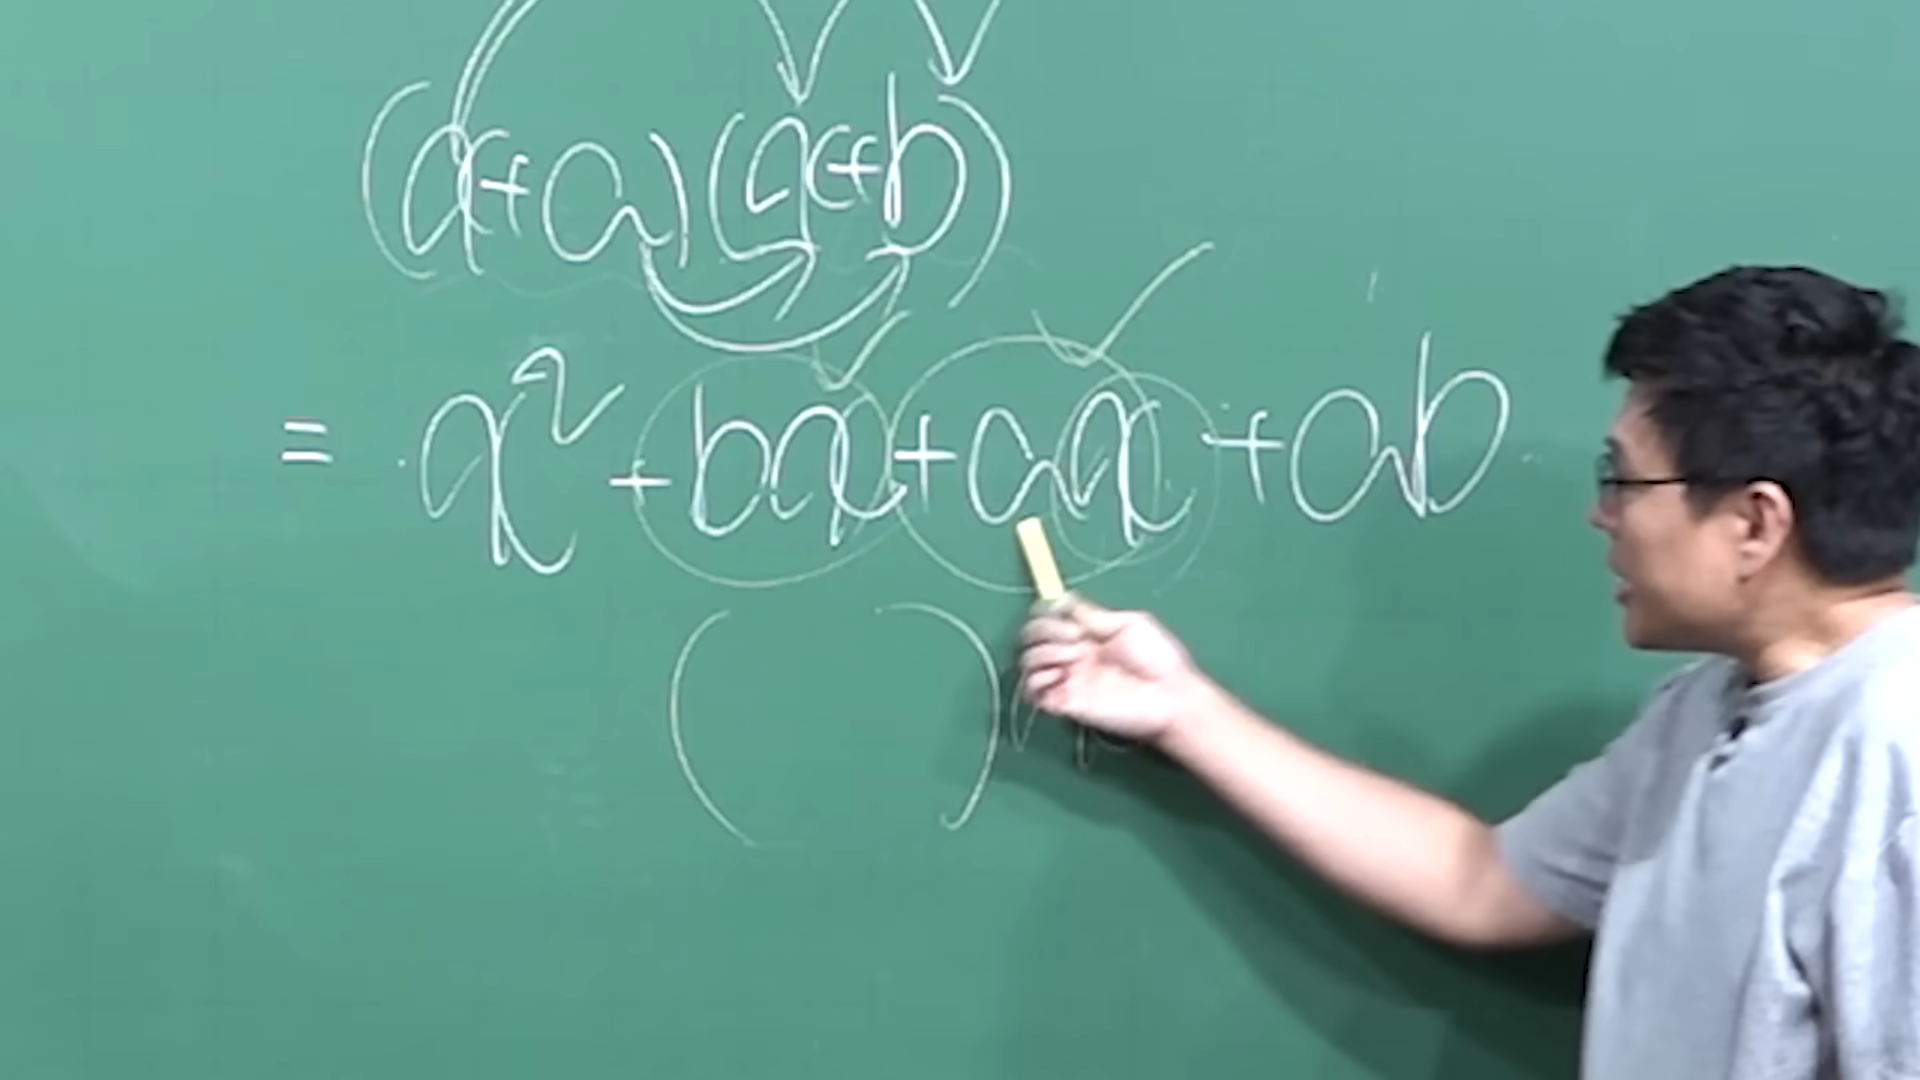 (x+a)(x+b)
= x²+bx+ax+ab
( )(x